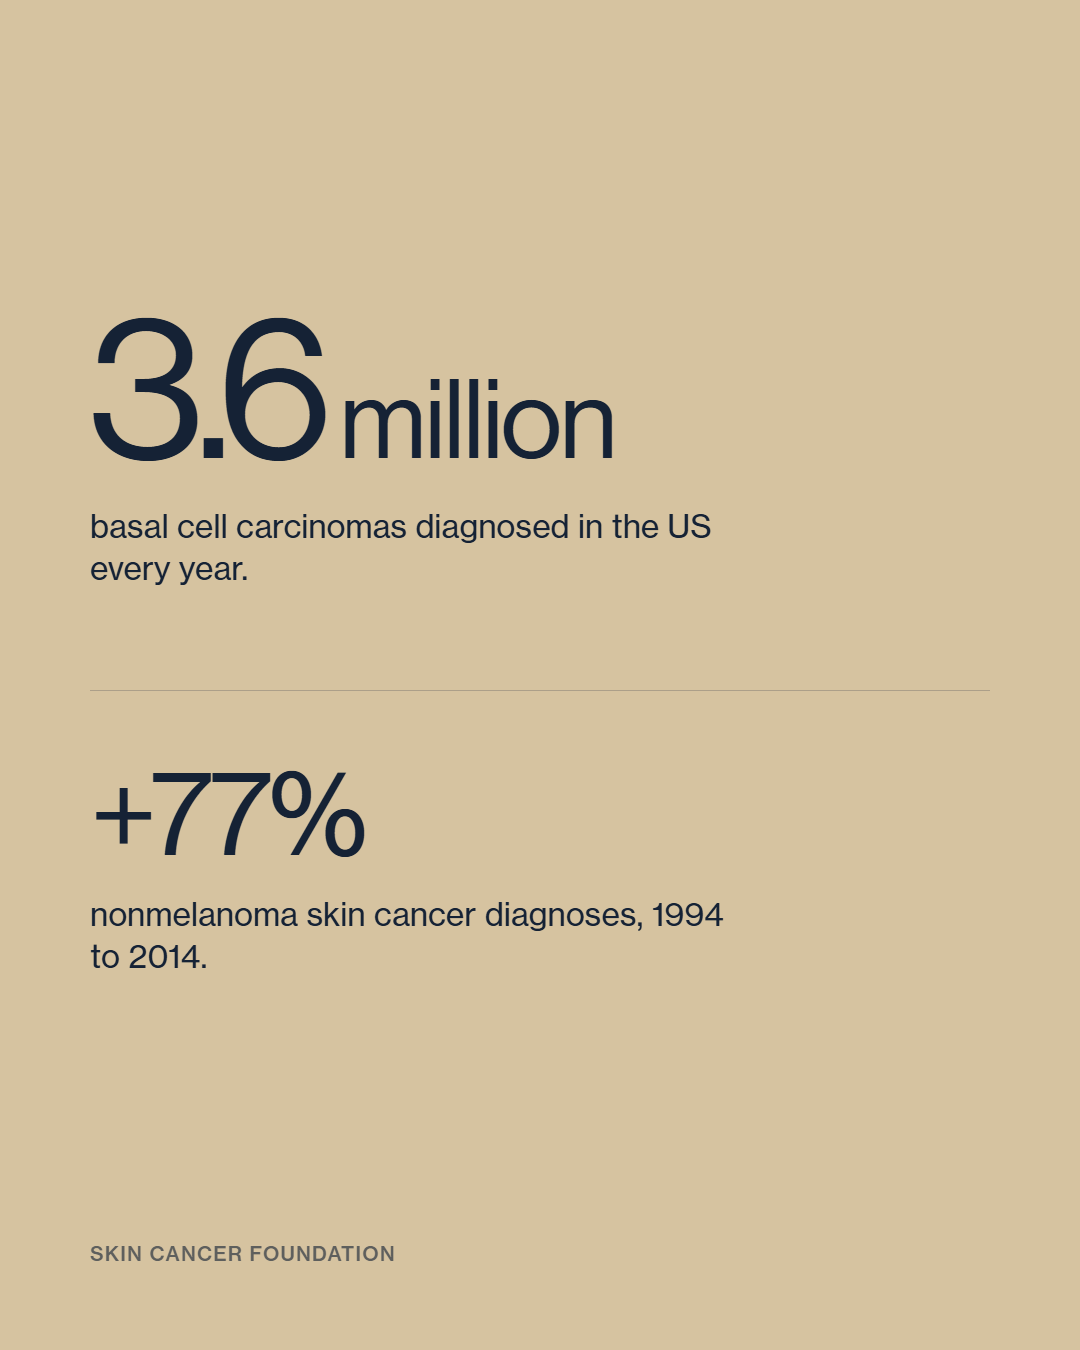 3.6 million
basal cell carcinomas diagnosed in the US
every year.
+77%
nonmelanoma skin cancer diagnoses, 1994
to 2014.
SKIN CANCER FOUNDATION